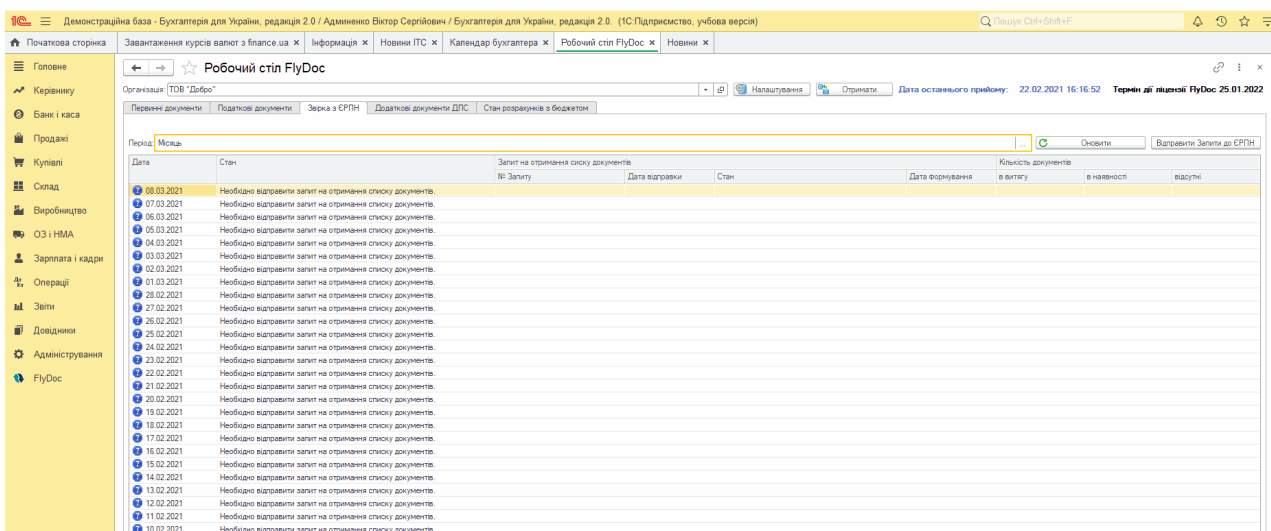 Демонстраційна база - Бухгалтерія для України, редакція 2.0 / Адміненко Віктор Сергійович / Бухгалтерія для України, редакція 2.0. (1С:Підприємство, учбова версія) Пошук Ctrl+Shift+F
Початкова сторінка Завантаження курсів валют з finance.ua × Інформація × Новини ІТС × Календар бухгалтера × Робочий стіл FlyDoc × Новини ×
Головне
Керівнику
Банк і каса
Продажі
Купівлі
Склад
Виробництво
ОЗ і НМА
Зарплата і кадри
Операції
Звіти
Довідники
Адміністрування
FlyDoc
Робочий стіл FlyDoc
Організація: ТОВ "Добро" Налаштування Отримати Дата останнього прийому: 22.02.2021 16:16:52 Термін дії ліцензії FlyDoc 25.01.2022
Первинні документи Податкові документи Звірка з ЄРПН Додаткові документи ДПС Стан розрахунків з бюджетом
Період: Місяць ... Оновити Відправити Запити до ЄРПН
Дата Стан Запит на отримання сиску документів Кількість документів
№ Запиту Дата відправки Стан Дата формування в витягу в наявності відсутні
08.03.2021 Необхідно відправити запит на отримання списку документів.
07.03.2021 Необхідно відправити запит на отримання списку документів.
06.03.2021 Необхідно відправити запит на отримання списку документів.
05.03.2021 Необхідно відправити запит на отримання списку документів.
04.03.2021 Необхідно відправити запит на отримання списку документів.
03.03.2021 Необхідно відправити запит на отримання списку документів.
02.03.2021 Необхідно відправити запит на отримання списку документів.
01.03.2021 Необхідно відправити запит на отримання списку документів.
28.02.2021 Необхідно відправити запит на отримання списку документів.
27.02.2021 Необхідно відправити запит на отримання списку документів.
26.02.2021 Необхідно відправити запит на отримання списку документів.
25.02.2021 Необхідно відправити запит на отримання списку документів.
24.02.2021 Необхідно відправити запит на отримання списку документів.
23.02.2021 Необхідно відправити запит на отримання списку документів.
22.02.2021 Необхідно відправити запит на отримання списку документів.
21.02.2021 Необхідно відправити запит на отримання списку документів.
20.02.2021 Необхідно відправити запит на отримання списку документів.
19.02.2021 Необхідно відправити запит на отримання списку документів.
18.02.2021 Необхідно відправити запит на отримання списку документів.
17.02.2021 Необхідно відправити запит на отримання списку документів.
16.02.2021 Необхідно відправити запит на отримання списку документів.
15.02.2021 Необхідно відправити запит на отримання списку документів.
14.02.2021 Необхідно відправити запит на отримання списку документів.
13.02.2021 Необхідно відправити запит на отримання списку документів.
12.02.2021 Необхідно відправити запит на отримання списку документів.
11.02.2021 Необхідно відправити запит на отримання списку документів.
10.02.2021 Необхідно відправити запит на отримання списку документів.